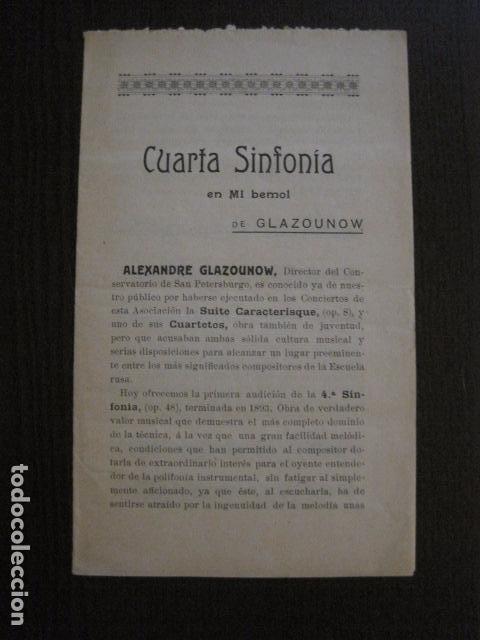 Cuarta Sinfonía
en MI bemol
DE GLAZOUNOW
ALEXANDRE GLAZOUNOW, Director del Con-
servatorio de San Petersburgo, es conocido ya de nues-
tro público por haberse ejecutado en los Conciertos de
esta Asociación la Suite Caracterisque, (op. 8), y
uno de sus Cuartetos, obra también de juventud,
pero que acusaban ambas sólida cultura musical y
serias disposiciones para alcanzar un lugar preeminen-
te entre los más significados compositores de la Escuela
rusa.
Hoy ofrecemos la primera audición de la 4.ª Sin-
fonía, (op. 48), terminada en 1893. Obra de verdadero
valor musical que demuestra el más completo dominio
de la técnica, á la vez que una gran facilidad melódi-
ca, condiciones que han permitido al compositor do-
tarla de extraordinario interés para el oyente entende-
dor de la polifonía instrumental, sin fatigar al simple-
mente aficionado, ya que éste, al escucharla, ha de
sentirse atraído por la ingenuidad de la melodía unas
todocoleccion.net